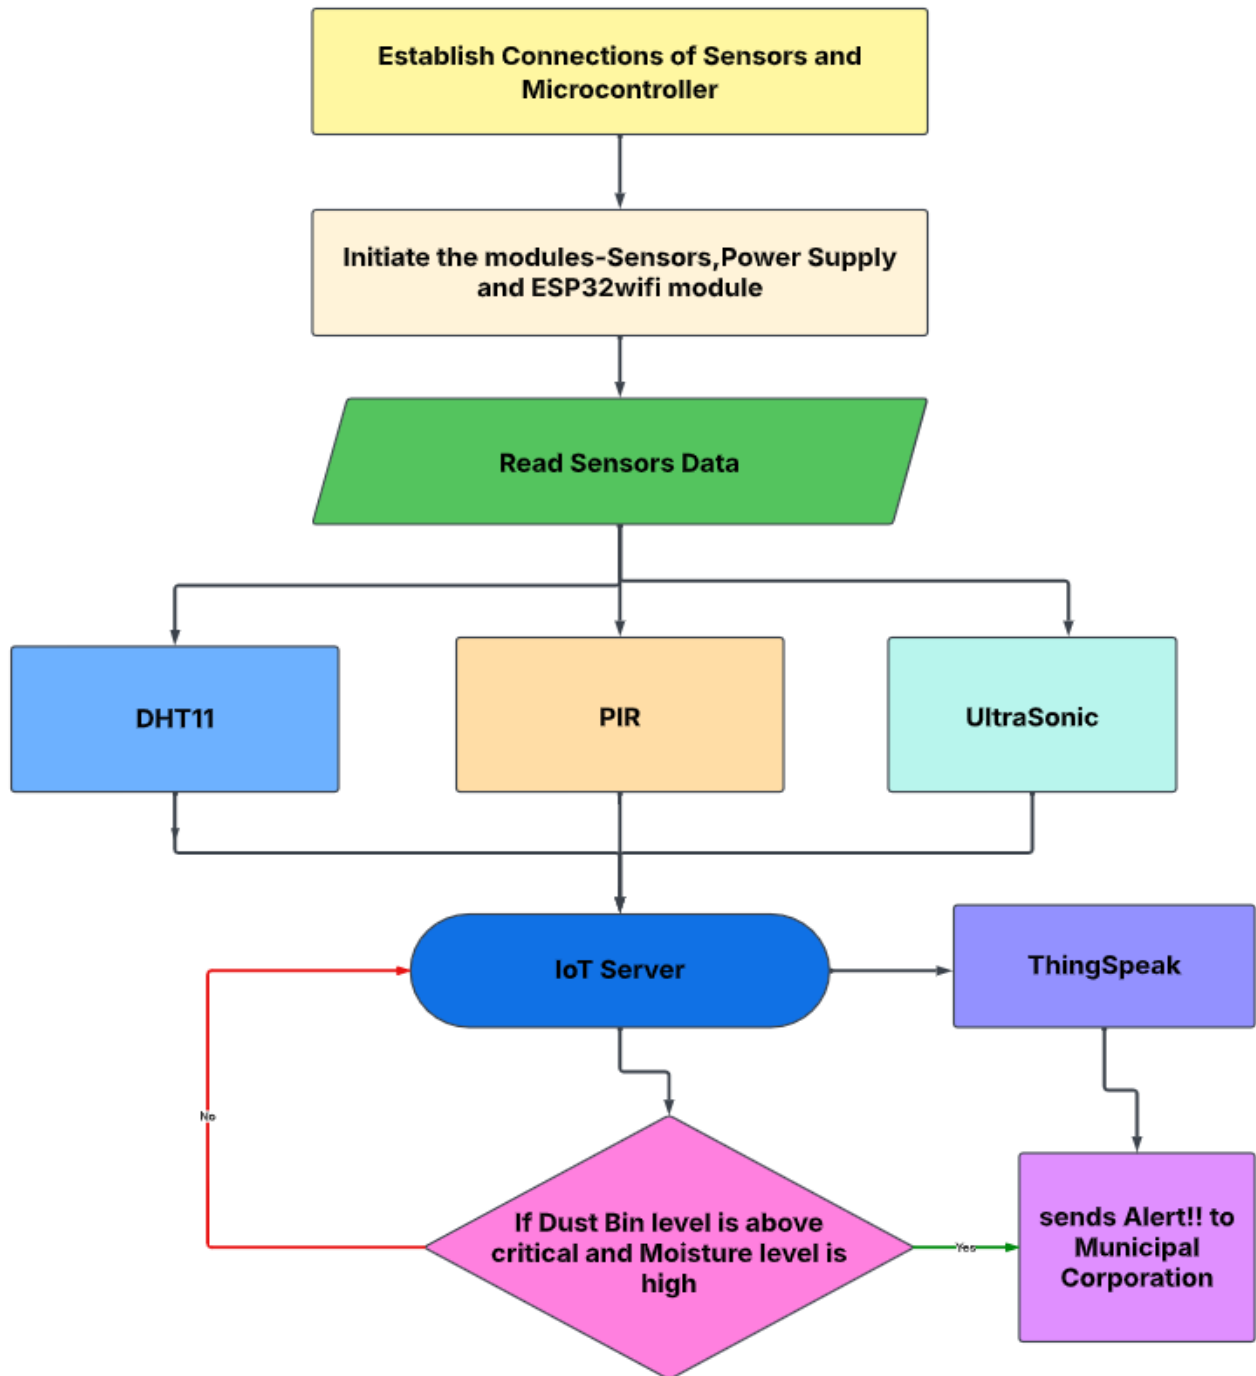 Establish Connections of Sensors and
Microcontroller
Initiate the modules-Sensors,Power Supply
and ESP32wifi module
Read Sensors Data
DHT11
PIR
UltraSonic
IoT Server
ThingSpeak
No
If Dust Bin level is above
critical and Moisture level is
high
Yes
sends Alert!! to
Municipal
Corporation